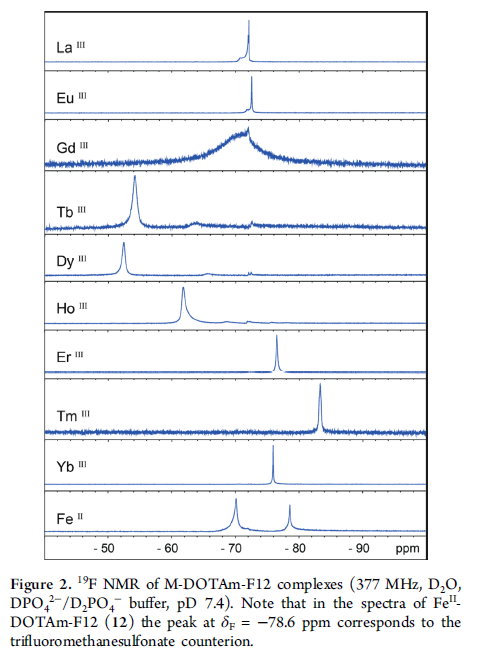 La III
Eu III
Gd III
Tb III
Dy III
Ho III
Er III
Tm III
Yb III
Fe II
- 50 - 60 - 70 - 80 - 90 ppm
Figure 2. ¹⁹F NMR of M-DOTAm-F12 complexes (377 MHz, D₂O,
DPO₄²⁻/D₂PO₄⁻ buffer, pD 7.4). Note that in the spectra of Feᴵᴵ-
DOTAm-F12 (12) the peak at δF = −78.6 ppm corresponds to the
trifluoromethanesulfonate counterion.